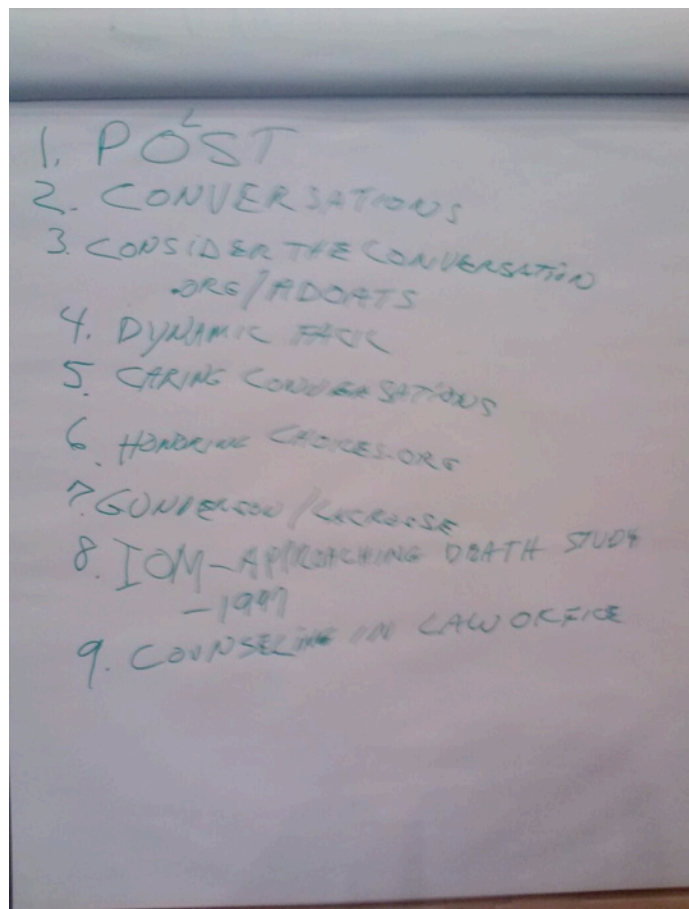 1. POLST
2. CONVERSATIONS
3. CONSIDER THE CONVERSATION
.ORG/
4. DYNAMIC
5. CARING CONVERSATIONS
6. HONORING CHOICES.ORG
7. GUNDERSON/LACROSSE
8. IOM-APPROACHING DEATH STUDY
-1997
9. COUNSELING IN LAW OFFICE